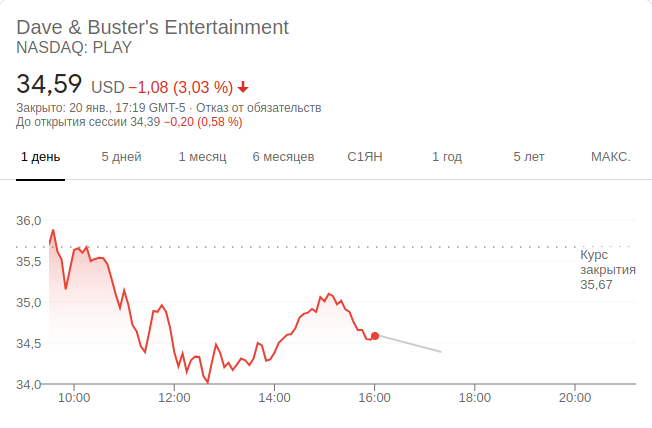 Dave & Buster's Entertainment
NASDAQ: PLAY
34,59 USD −1,08 (3,03 %)
Закрыто: 20 янв., 17:19 GMT-5 · Отказ от обязательств
До открытия сессии 34,39 −0,20 (0,58 %)
1 день 5 дней 1 месяц 6 месяцев С1ЯН 1 год 5 лет МАКС.
36,0
Курс
закрытия
35,67
35,5
35,0
34,5
34,0
10:00 12:00 14:00 16:00 18:00 20:00